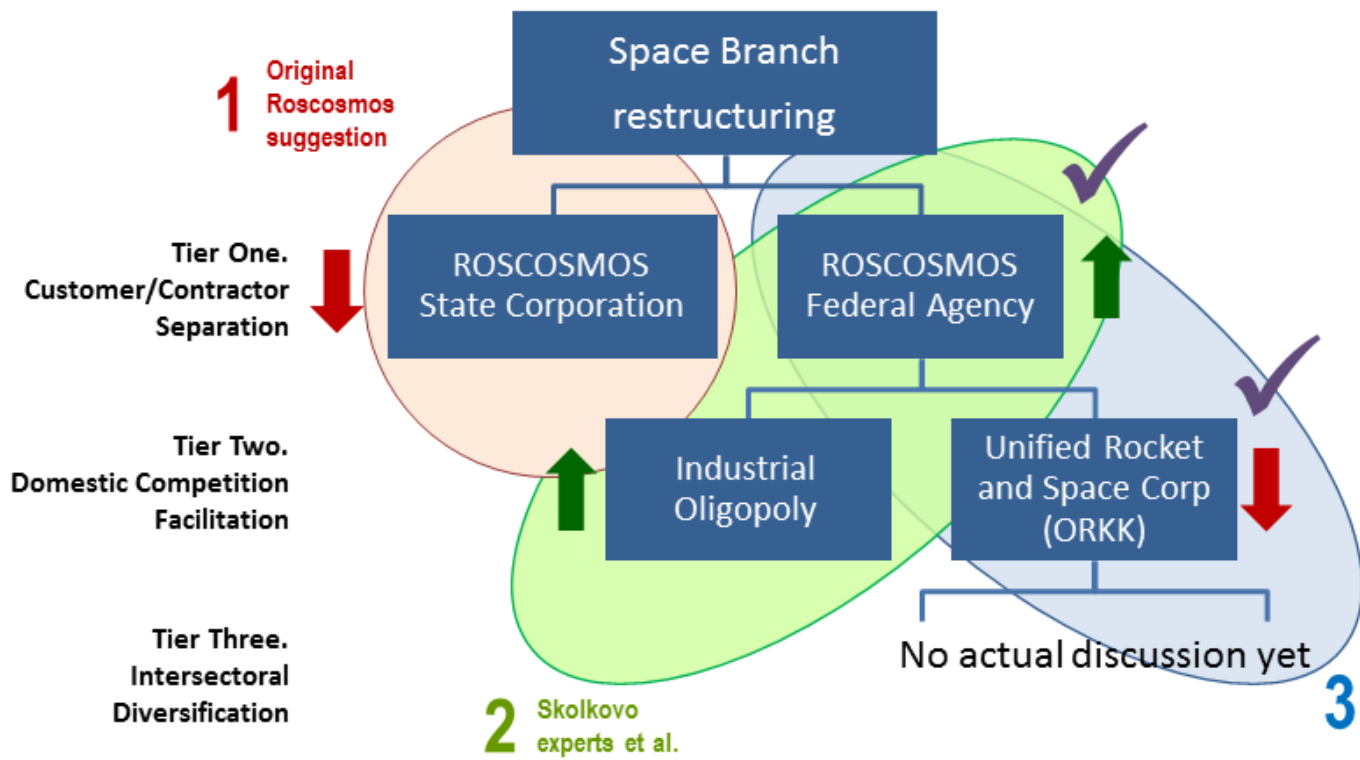 Space Branch
restructuring
1
Original
Roscosmos
suggestion
Tier One.
Customer/Contractor
Separation
ROSCOSMOS
State Corporation
ROSCOSMOS
Federal Agency
Tier Two.
Domestic Competition
Facilitation
Industrial
Oligopoly
Unified Rocket
and Space Corp
(ORKK)
Tier Three.
Intersectoral
Diversification
No actual discussion yet
2
Skolkovo
experts et al.
3